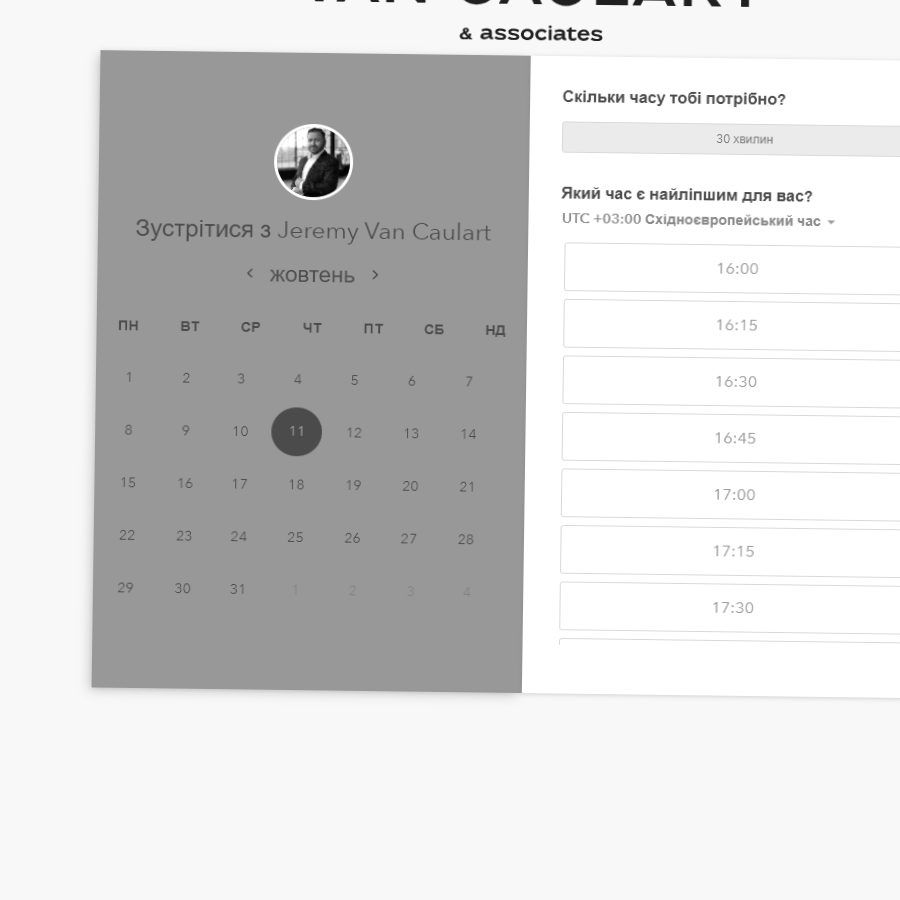 VAN CAULART
& associates
Зустрітися з Jeremy Van Caulart
жовтень
ПН ВТ СР ЧТ ПТ СБ НД
1 2 3 4 5 6 7
8 9 10 11 12 13 14
15 16 17 18 19 20 21
22 23 24 25 26 27 28
29 30 31 1 2 3 4
Скільки часу тобі потрібно?
30 хвилин
Який час є найліпшим для вас?
UTC +03:00 Східноєвропейський час
16:00
16:15
16:30
16:45
17:00
17:15
17:30